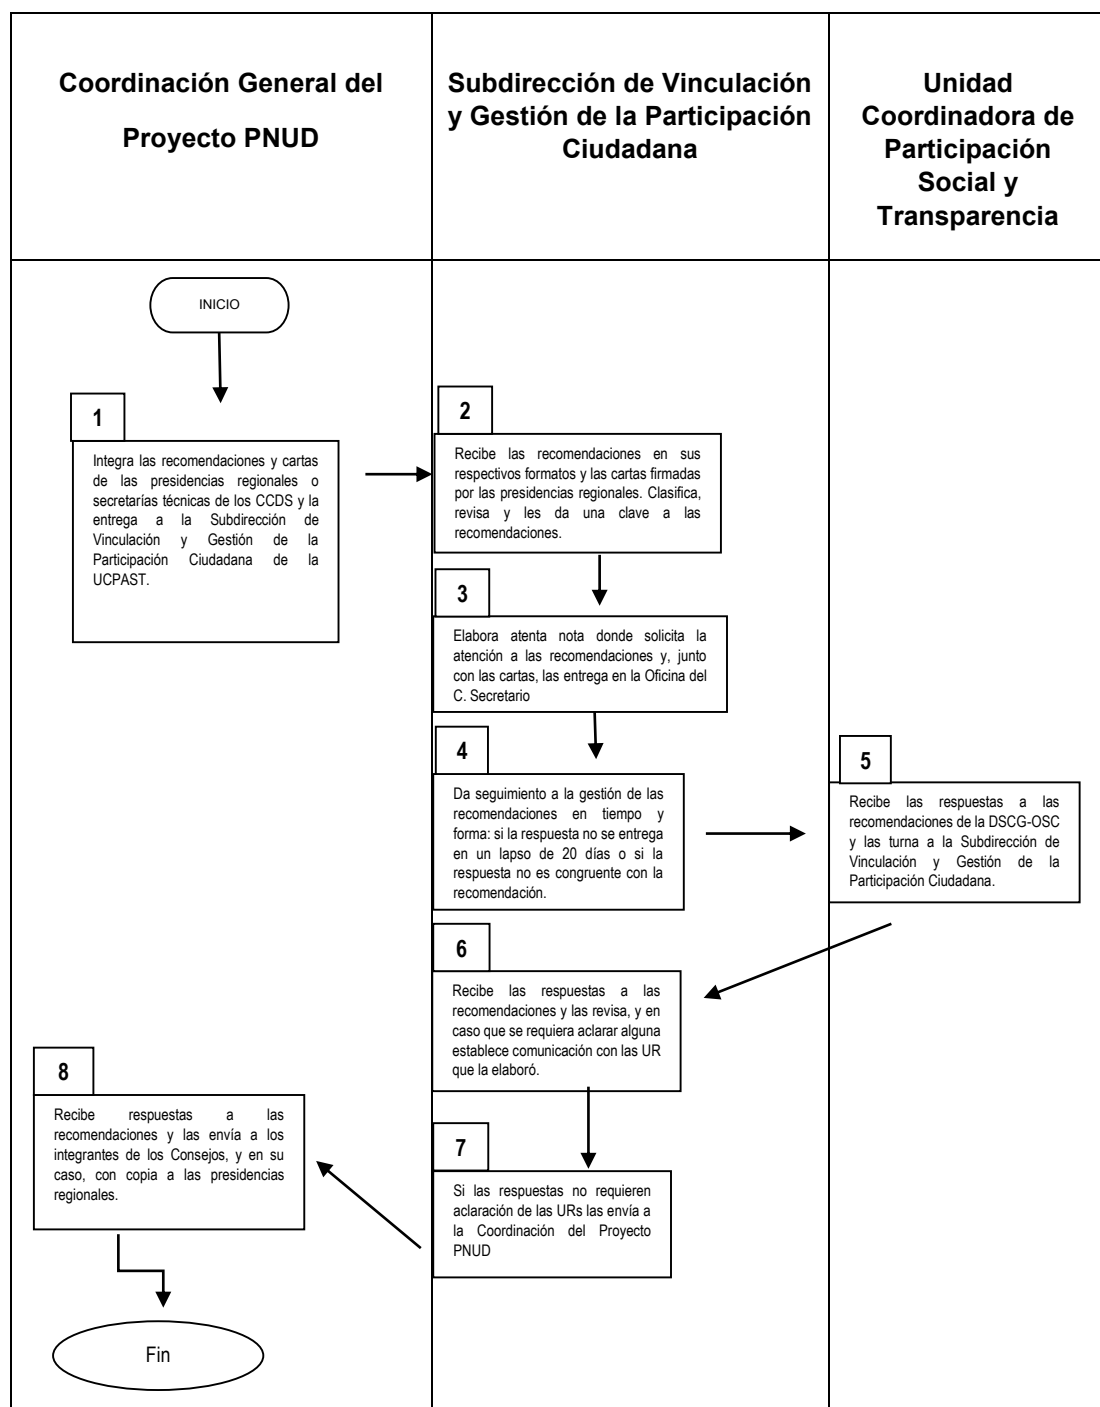 Coordinación General del
Proyecto PNUD
Subdirección de Vinculación
y Gestión de la Participación
Ciudadana
Unidad
Coordinadora de
Participación
Social y
Transparencia
INICIO
1
Integra las recomendaciones y cartas
de las presidencias regionales o
secretarías técnicas de los CCDS y la
entrega a la Subdirección de
Vinculación y Gestión de la
Participación Ciudadana de la
UCPAST.
2
Recibe las recomendaciones en sus
respectivos formatos y las cartas firmadas
por las presidencias regionales. Clasifica,
revisa y les da una clave a las
recomendaciones.
3
Elabora atenta nota donde solicita la
atención a las recomendaciones y, junto
con las cartas, las entrega en la Oficina del
C. Secretario
4
Da seguimiento a la gestión de las
recomendaciones en tiempo y
forma: si la respuesta no se entrega
en un lapso de 20 días o si la
respuesta no es congruente con la
recomendación.
5
Recibe las respuestas a las
recomendaciones de la DSCG-OSC
y las turna a la Subdirección de
Vinculación y Gestión de la
Participación Ciudadana.
6
Recibe las respuestas a las
recomendaciones y las revisa, y en
caso que se requiera aclarar alguna
establece comunicación con las UR
que la elaboró.
7
Si las respuestas no requieren
aclaración de las URs las envía a
la Coordinación del Proyecto
PNUD
8
Recibe respuestas a las
recomendaciones y las envía a los
integrantes de los Consejos, y en su
caso, con copia a las presidencias
regionales.
Fin